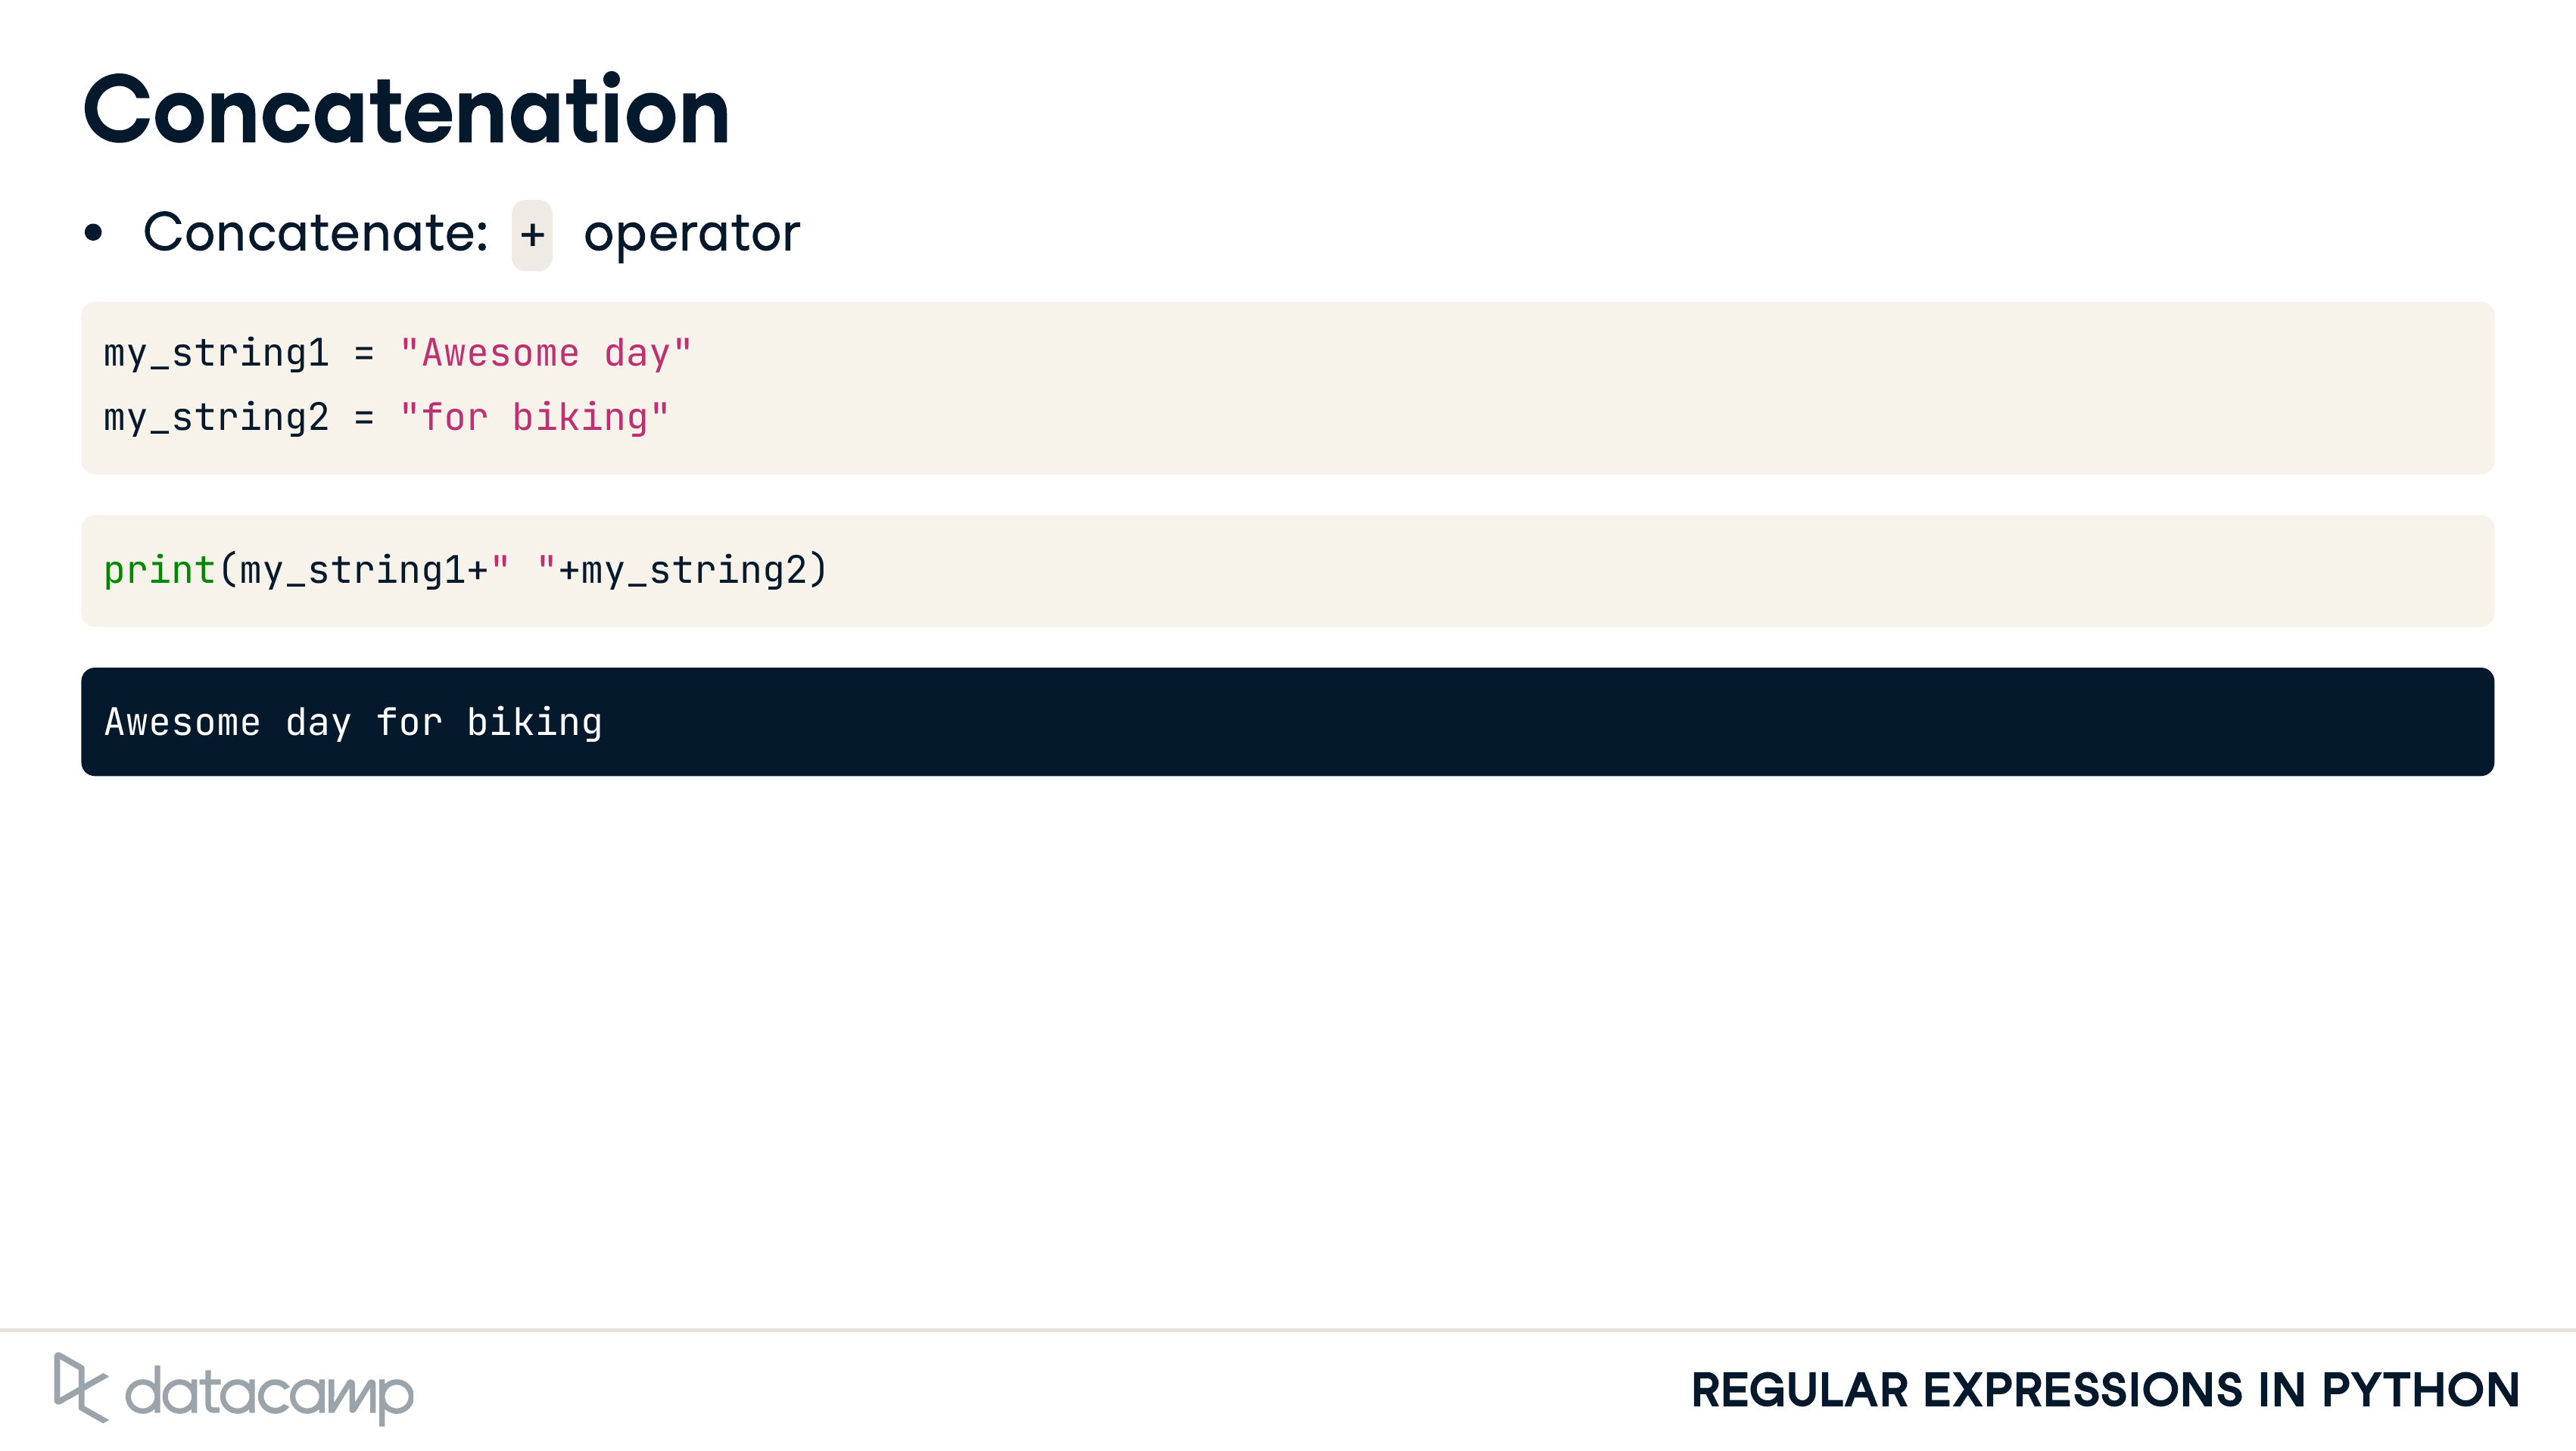 Concatenation
• Concatenate: + operator
my_string1 = "Awesome day"
my_string2 = "for biking"
print(my_string1+" "+my_string2)
Awesome day for biking
datacamp
REGULAR EXPRESSIONS IN PYTHON